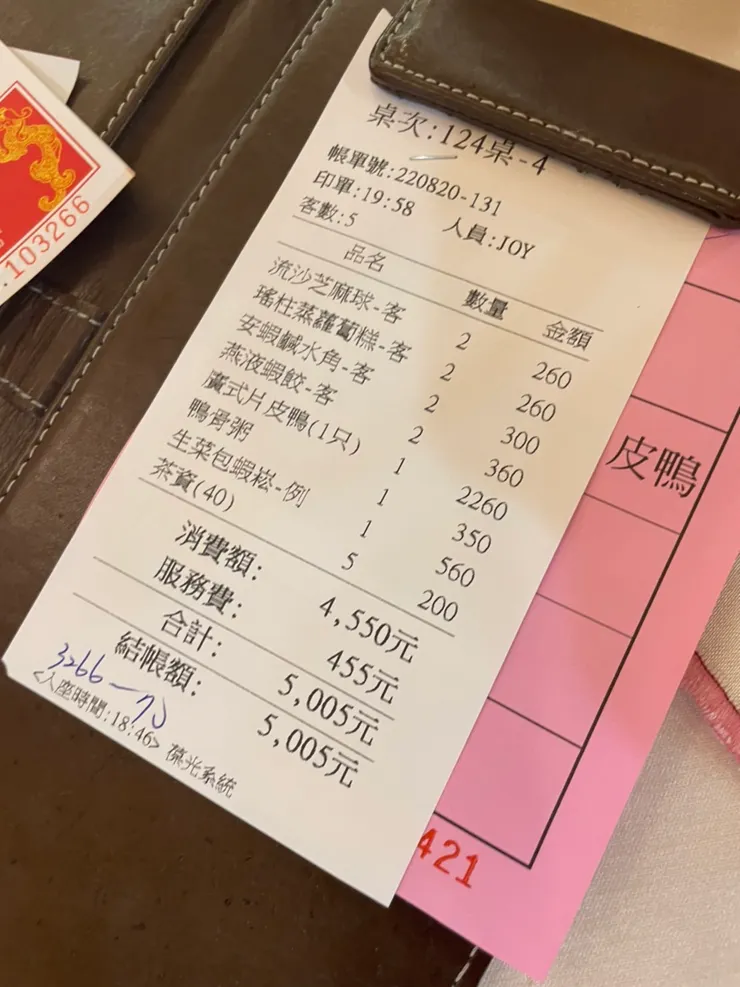 桌次:124桌-4
帳單號:220820-131
印單:19:58 人員:JOY
客數:5
品名 數量 金額
流沙芝麻球-客 2 260
瑤柱蒸蘿蔔糕-客 2 260
安蝦鹹水角-客 2 300
燕液蝦餃-客 2 360
廣式片皮鴨(1只) 1 2260
鴨骨粥 1 350
生菜包蝦崧-例 1 560
茶資(40) 5 200
消費額: 4,550元
服務費: 455元
合計: 5,005元
結帳額: 5,005元
3266
<入座時間:18:46> 葆光系統
皮鴨
421
.103266